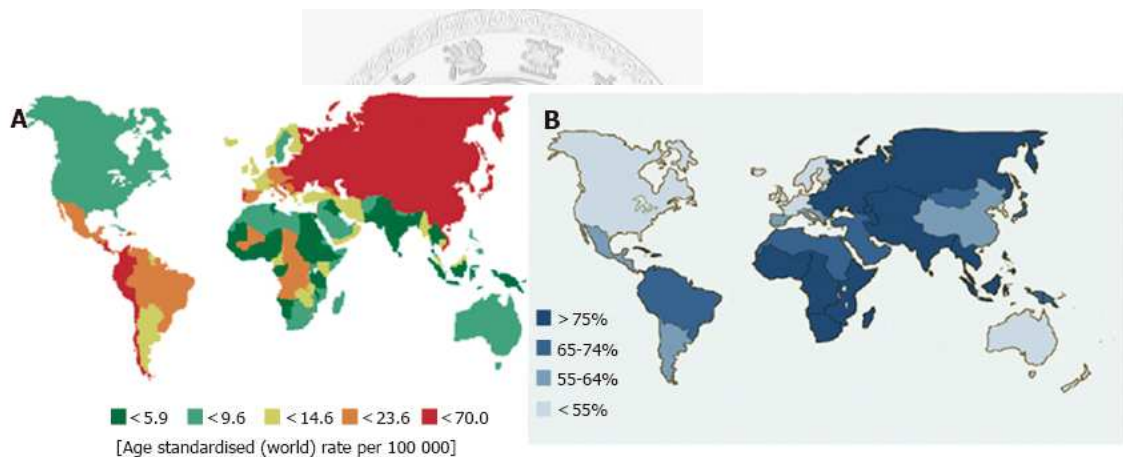 A
B
<5.9 <9.6 <14.6 <23.6 <70.0
[Age standardised (world) rate per 100 000]
>75%
65-74%
55-64%
<55%